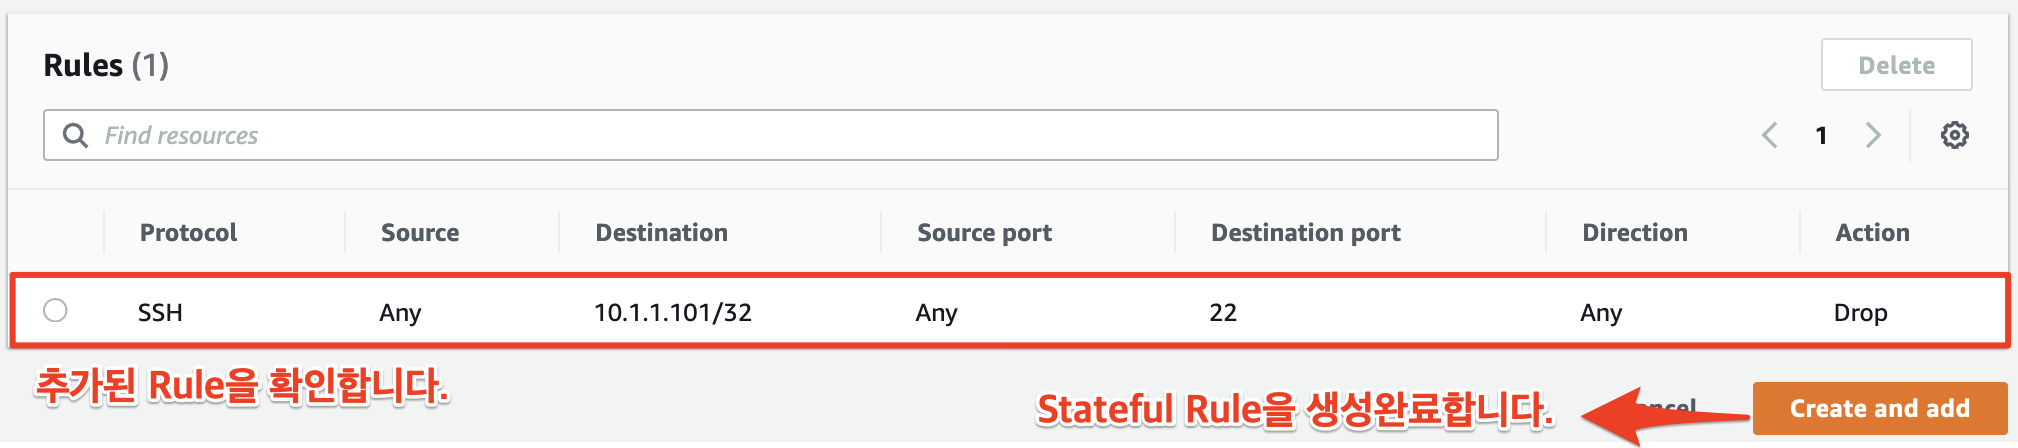 Rules (1)
Delete
Find resources
1
Protocol Source Destination Source port Destination port Direction Action
SSH Any 10.1.1.101/32 Any 22 Any Drop
추가된 Rule을 확인합니다.
Stateful Rule을 생성완료합니다.
Create and add